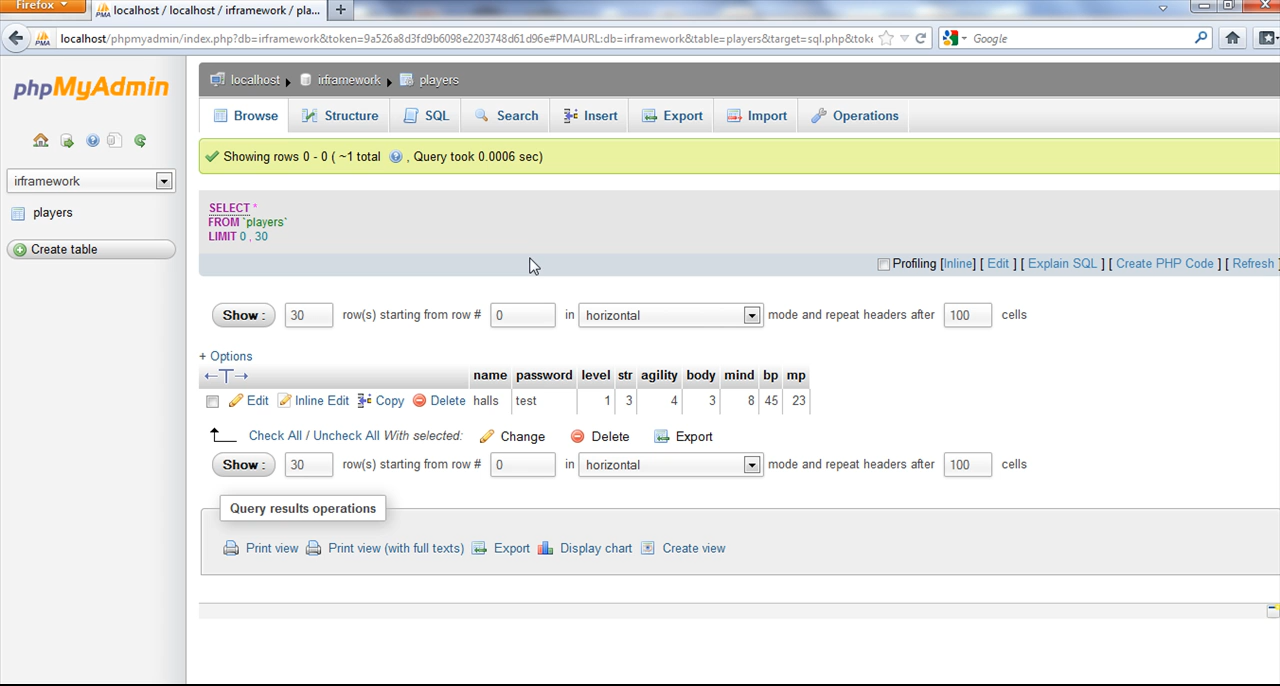 Firefox
localhost / localhost / irframework / pla...
localhost/phpmyadmin/index.php?db=irframework&token=9a526a8d3fd9b6098e2203748d61d96e#PMAURL:db=irframework&table=players&target=sql.php&toke
Google
phpMyAdmin
irframework
players
Create table
localhost irframework players
Browse Structure SQL Search Insert Export Import Operations
Showing rows 0 - 0 ( ~1 total , Query took 0.0006 sec)
SELECT *
FROM `players`
LIMIT 0 , 30
Profiling [Inline] [ Edit ] [ Explain SQL ] [ Create PHP Code ] [ Refresh ]
Show : 30 row(s) starting from row # 0 in horizontal mode and repeat headers after 100 cells
+ Options
←T→ name password level str agility body mind bp mp
Edit Inline Edit Copy Delete halls test 1 3 4 3 8 45 23
Check All / Uncheck All With selected: Change Delete Export
Show : 30 row(s) starting from row # 0 in horizontal mode and repeat headers after 100 cells
Query results operations
Print view Print view (with full texts) Export Display chart Create view